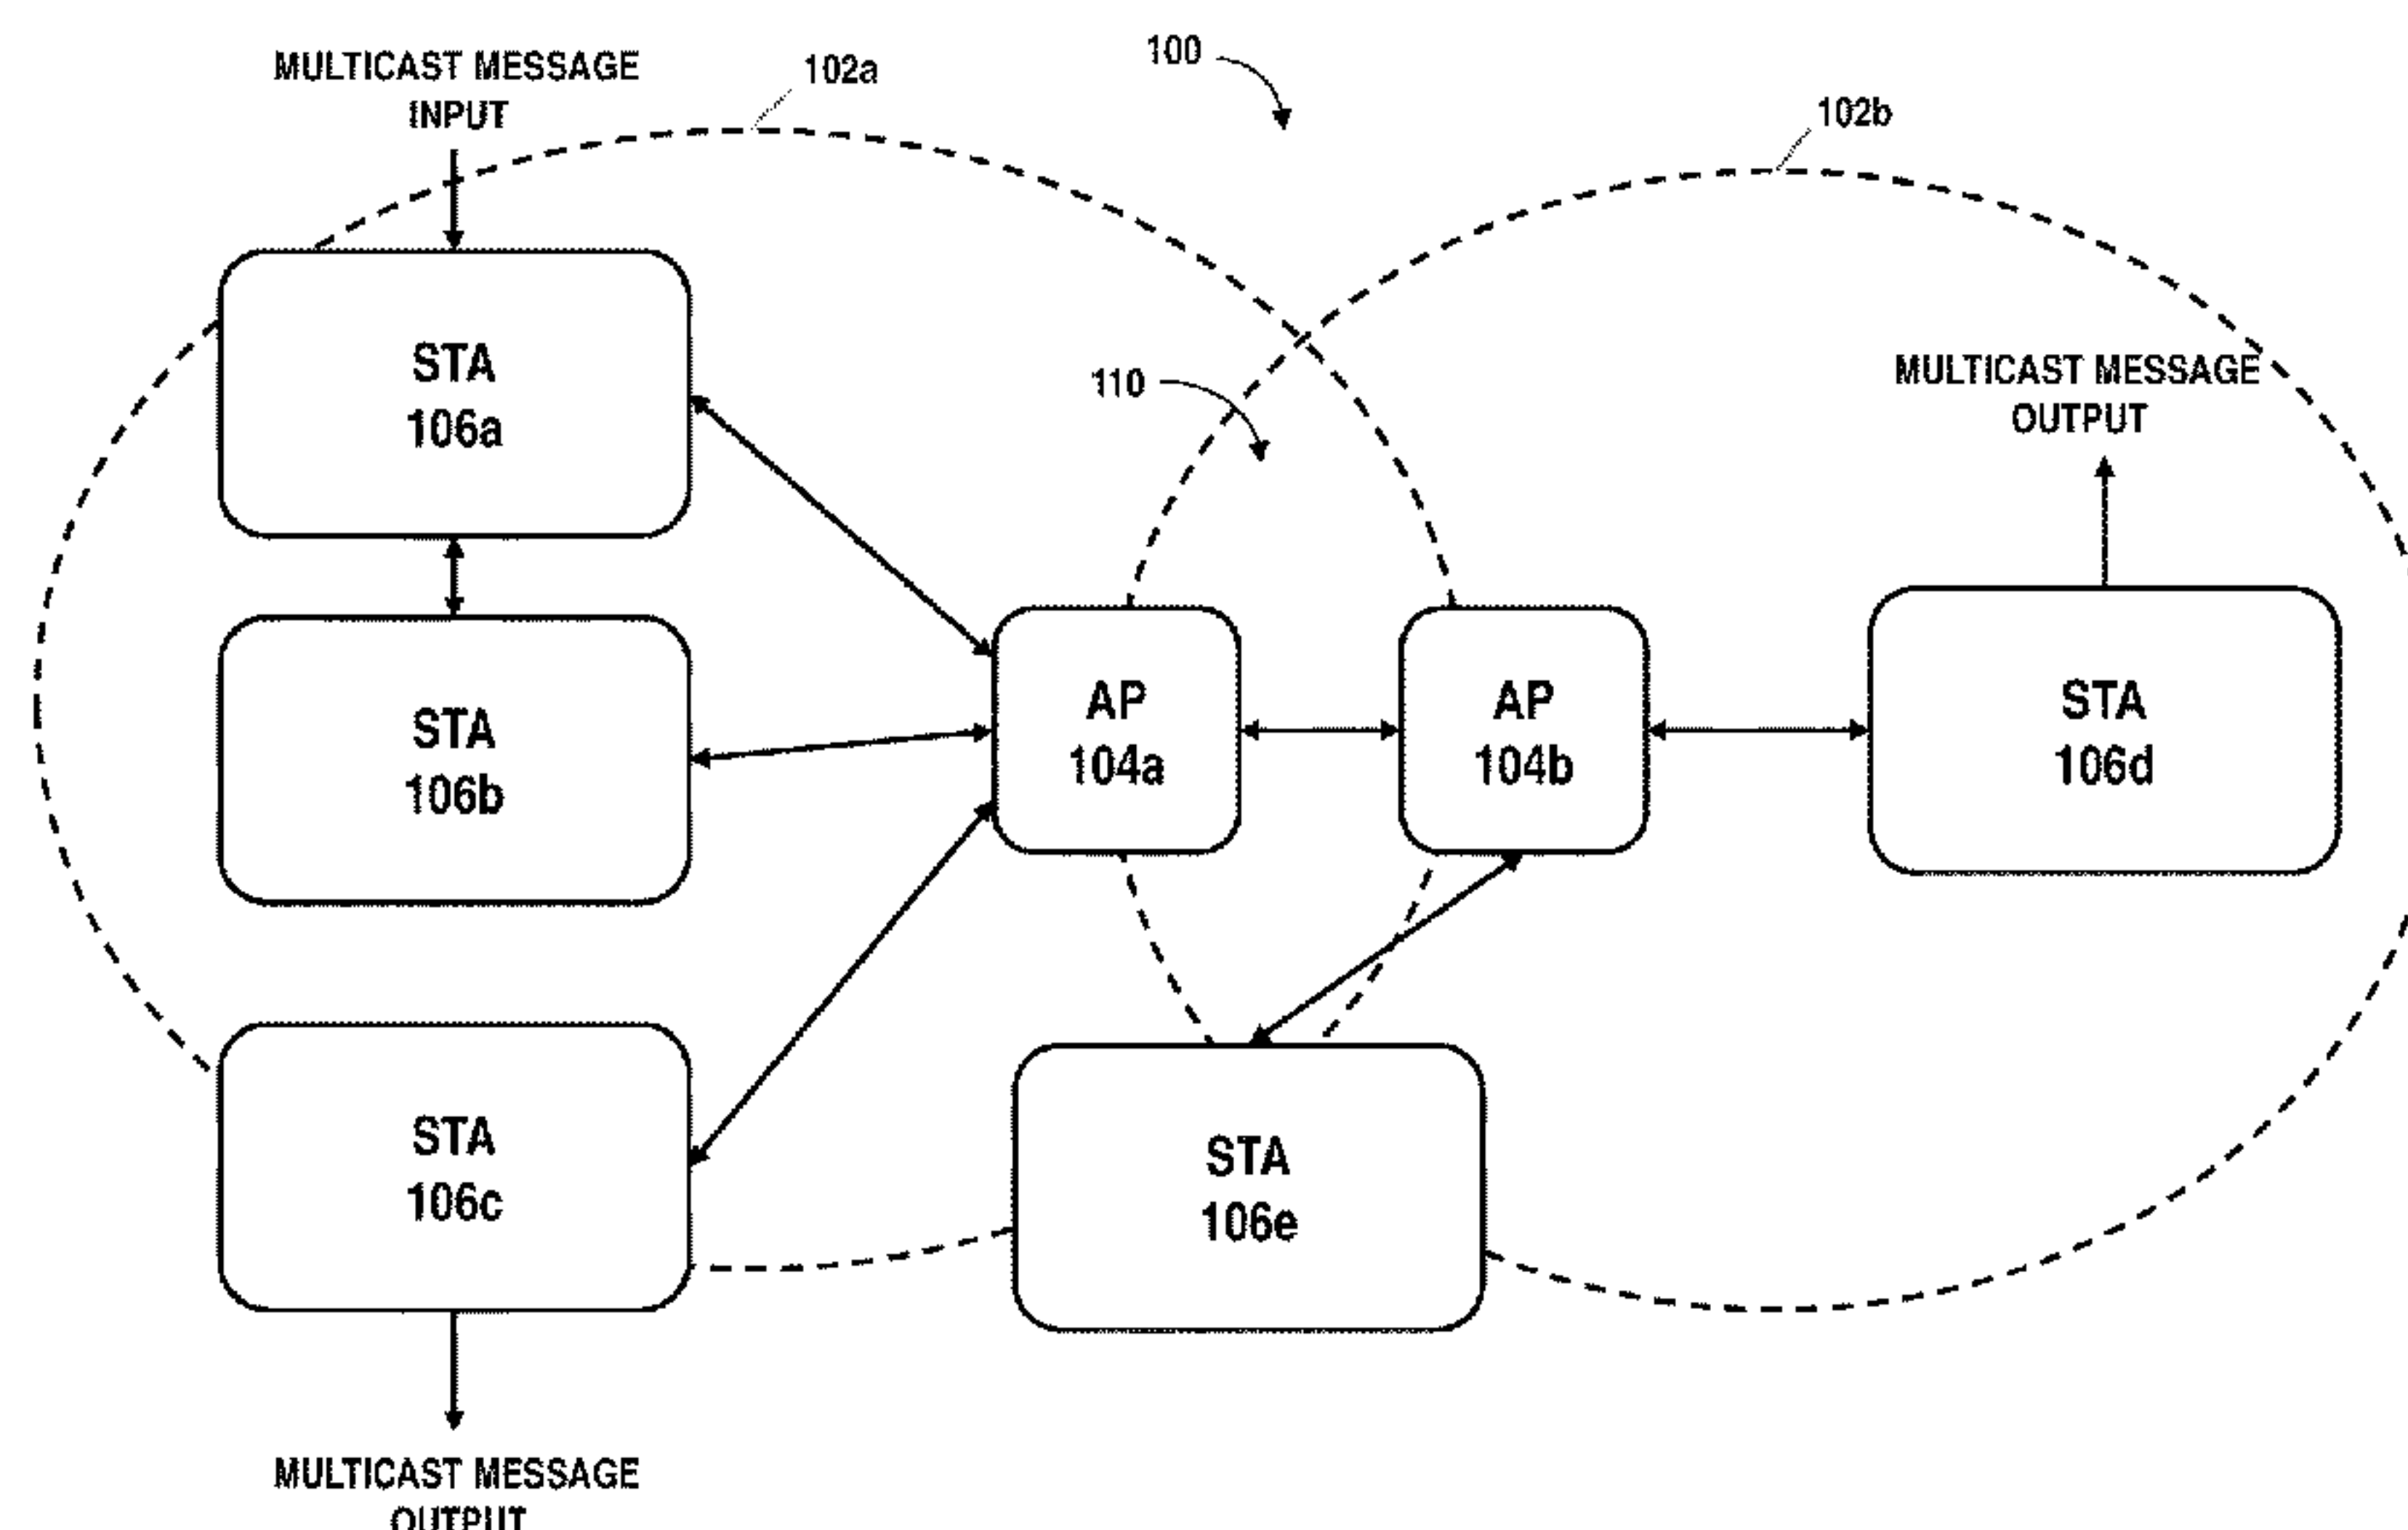 MULTICAST MESSAGE
INPUT
102a
100
102b
STA
106a
110
MULTICAST MESSAGE
OUTPUT
STA
106b
AP
104a
AP
104b
STA
106d
STA
106c
STA
106e
MULTICAST MESSAGE
OUTPUT